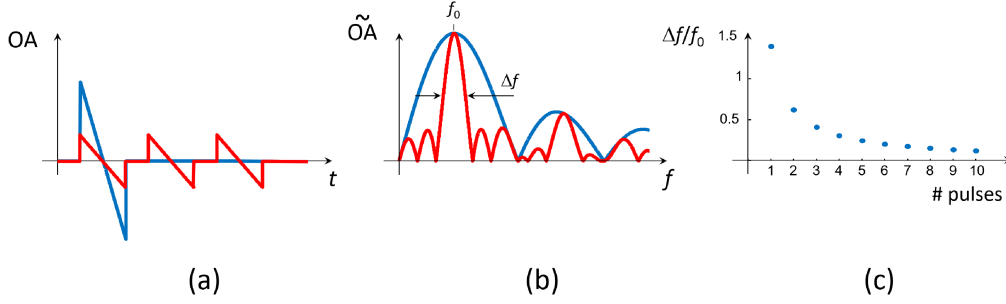 OA
t
(a)
f0
~
OA
Δf
f
(b)
Δf/f0
1.5
1
0.5
1 2 3 4 5 6 7 8 9 10
# pulses
(c)